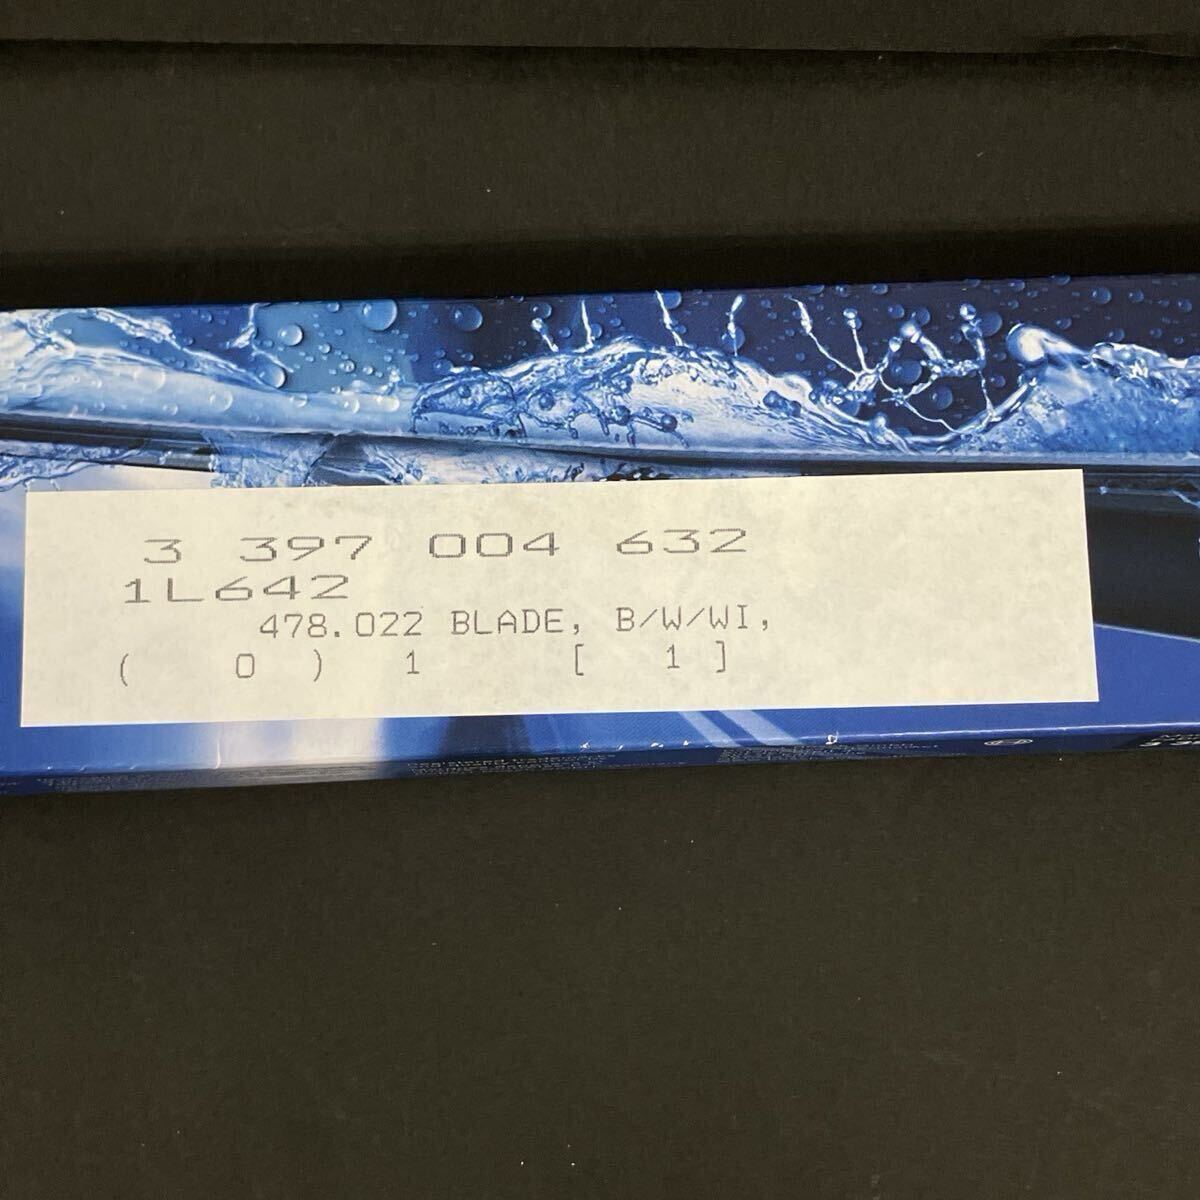 3 397 004 632
1L642
478.022 BLADE, B/W/WI,
( 0 ) 1 [ 1 ]